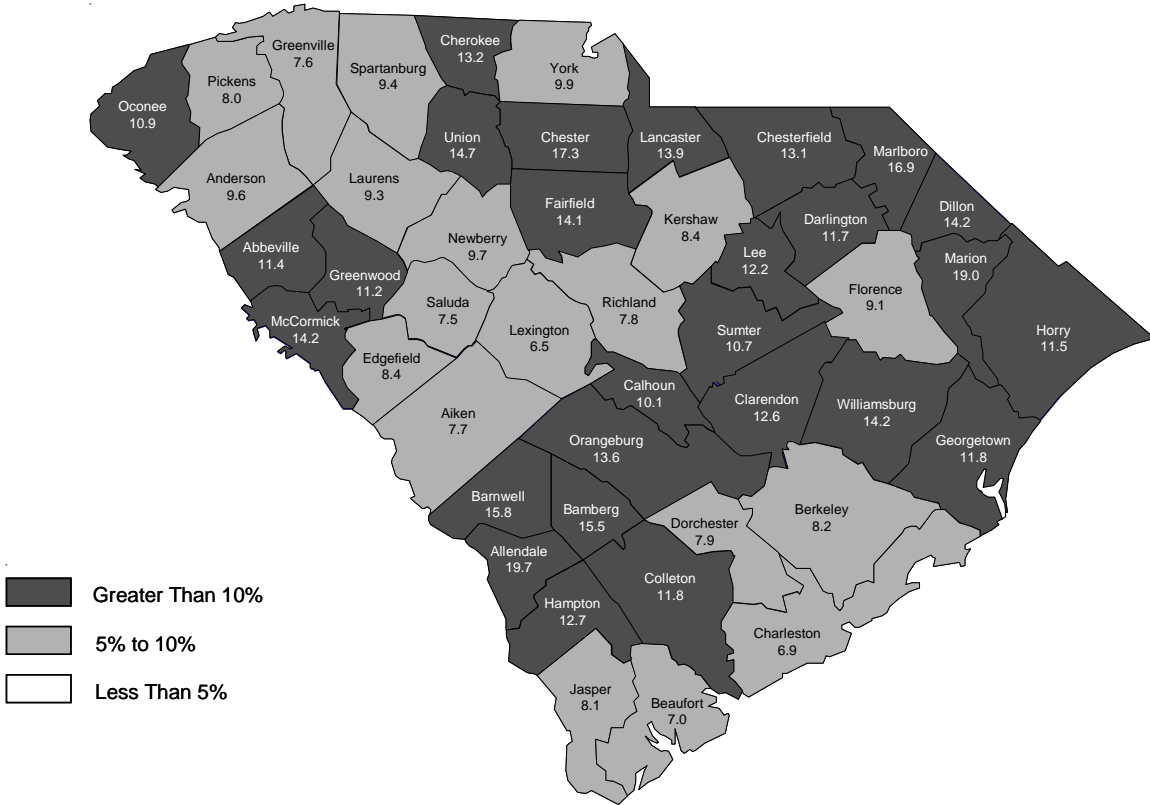 Cherokee
13.2
Greenville
7.6
Spartanburg
9.4
York
9.9
Pickens
8.0
Oconee
10.9
Union
14.7
Chester
17.3
Lancaster
13.9
Chesterfield
13.1
Marlboro
16.9
Anderson
9.6
Laurens
9.3
Fairfield
14.1
Kershaw
8.4
Darlington
11.7
Dillon
14.2
Abbeville
11.4
Greenwood
11.2
Newberry
9.7
Lee
12.2
Marion
19.0
Saluda
7.5
Richland
7.8
Florence
9.1
McCormick
14.2
Lexington
6.5
Sumter
10.7
Horry
11.5
Edgefield
8.4
Calhoun
10.1
Clarendon
12.6
Williamsburg
14.2
Aiken
7.7
Orangeburg
13.6
Georgetown
11.8
Barnwell
15.8
Bamberg
15.5
Dorchester
7.9
Berkeley
8.2
Allendale
19.7
Colleton
11.8
Hampton
12.7
Charleston
6.9
Jasper
8.1
Beaufort
7.0
Greater Than 10%
5% to 10%
Less Than 5%